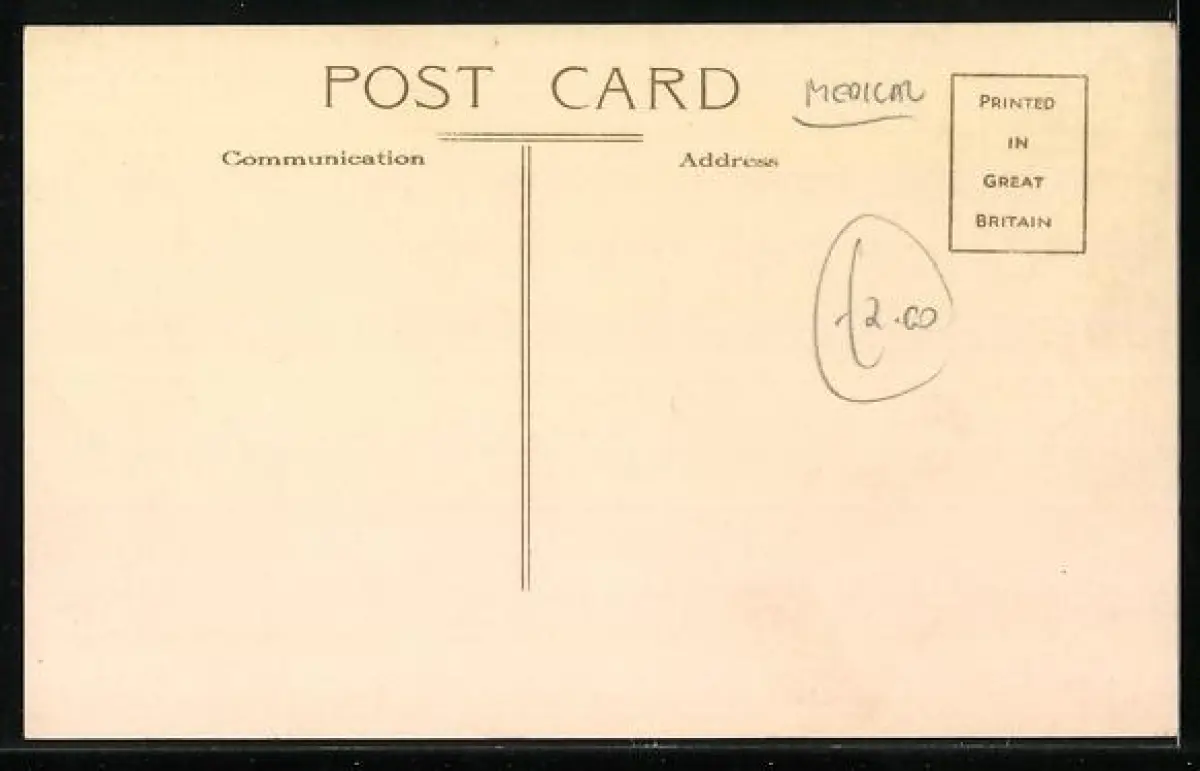 POST CARD
MEDICAL
PRINTED
IN
GREAT
BRITAIN
Communication
Address
£2.00